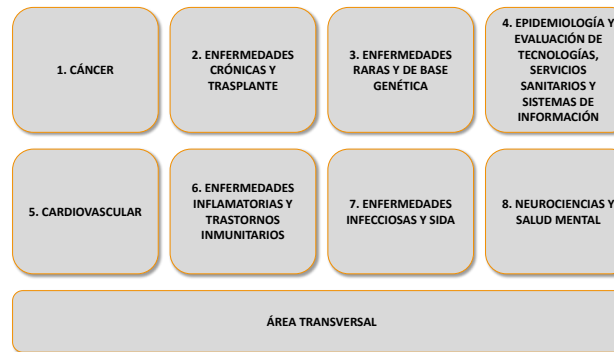 1. CÁNCER
2. ENFERMEDADES
CRÓNICAS Y
TRASPLANTE
3. ENFERMEDADES
RARAS Y DE BASE
GENÉTICA
4. EPIDEMIOLOGÍA Y
EVALUACIÓN DE
TECNOLOGÍAS,
SERVICIOS
SANITARIOS Y
SISTEMAS DE
INFORMACIÓN
5. CARDIOVASCULAR
6. ENFERMEDADES
INFLAMATORIAS Y
TRASTORNOS
INMUNITARIOS
7. ENFERMEDADES
INFECCIOSAS Y SIDA
8. NEUROCIENCIAS Y
SALUD MENTAL
ÁREA TRANSVERSAL